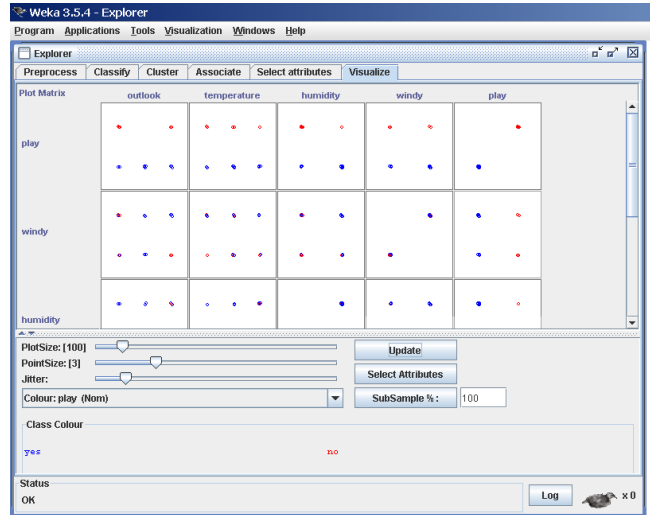 Weka 3.5.4 - Explorer
Program Applications Tools Visualization Windows Help
Explorer
Preprocess Classify Cluster Associate Select attributes Visualize
Plot Matrix outlook temperature humidity windy play
play
windy
humidity
PlotSize: [100]
PointSize: [3]
Jitter:
Update
Select Attributes
Colour: play (Nom)
SubSample % :
100
Class Colour
yes no
Status
OK
Log
x 0